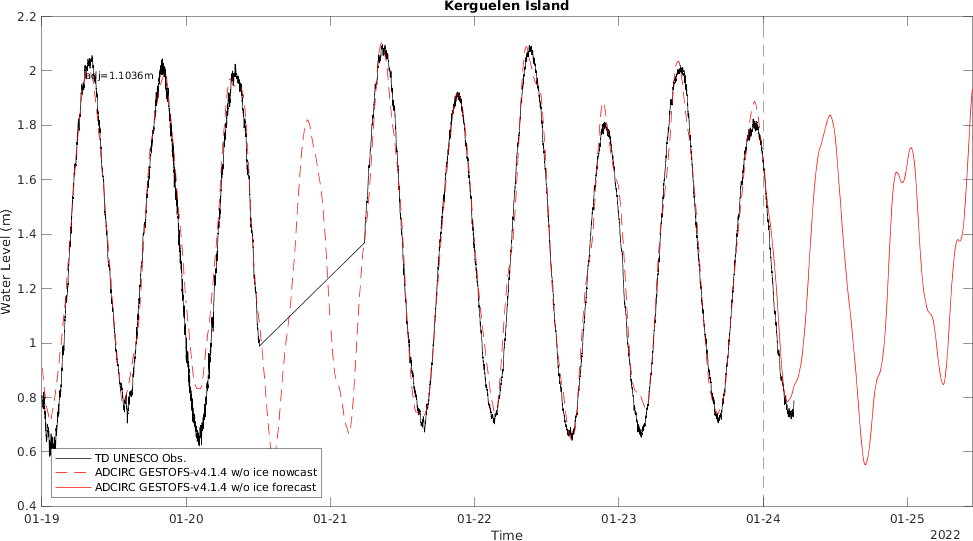 Kerguelen Island
2.2
2
1.8
1.6
1.4
1.2
1
0.8
0.6
0.4
Water Level (m)
adj=1.1036m
TD UNESCO Obs.
ADCIRC GESTOFS-v4.1.4 w/o ice nowcast
ADCIRC GESTOFS-v4.1.4 w/o ice forecast
01-19 01-20 01-21 01-22 01-23 01-24 01-25
Time
2022